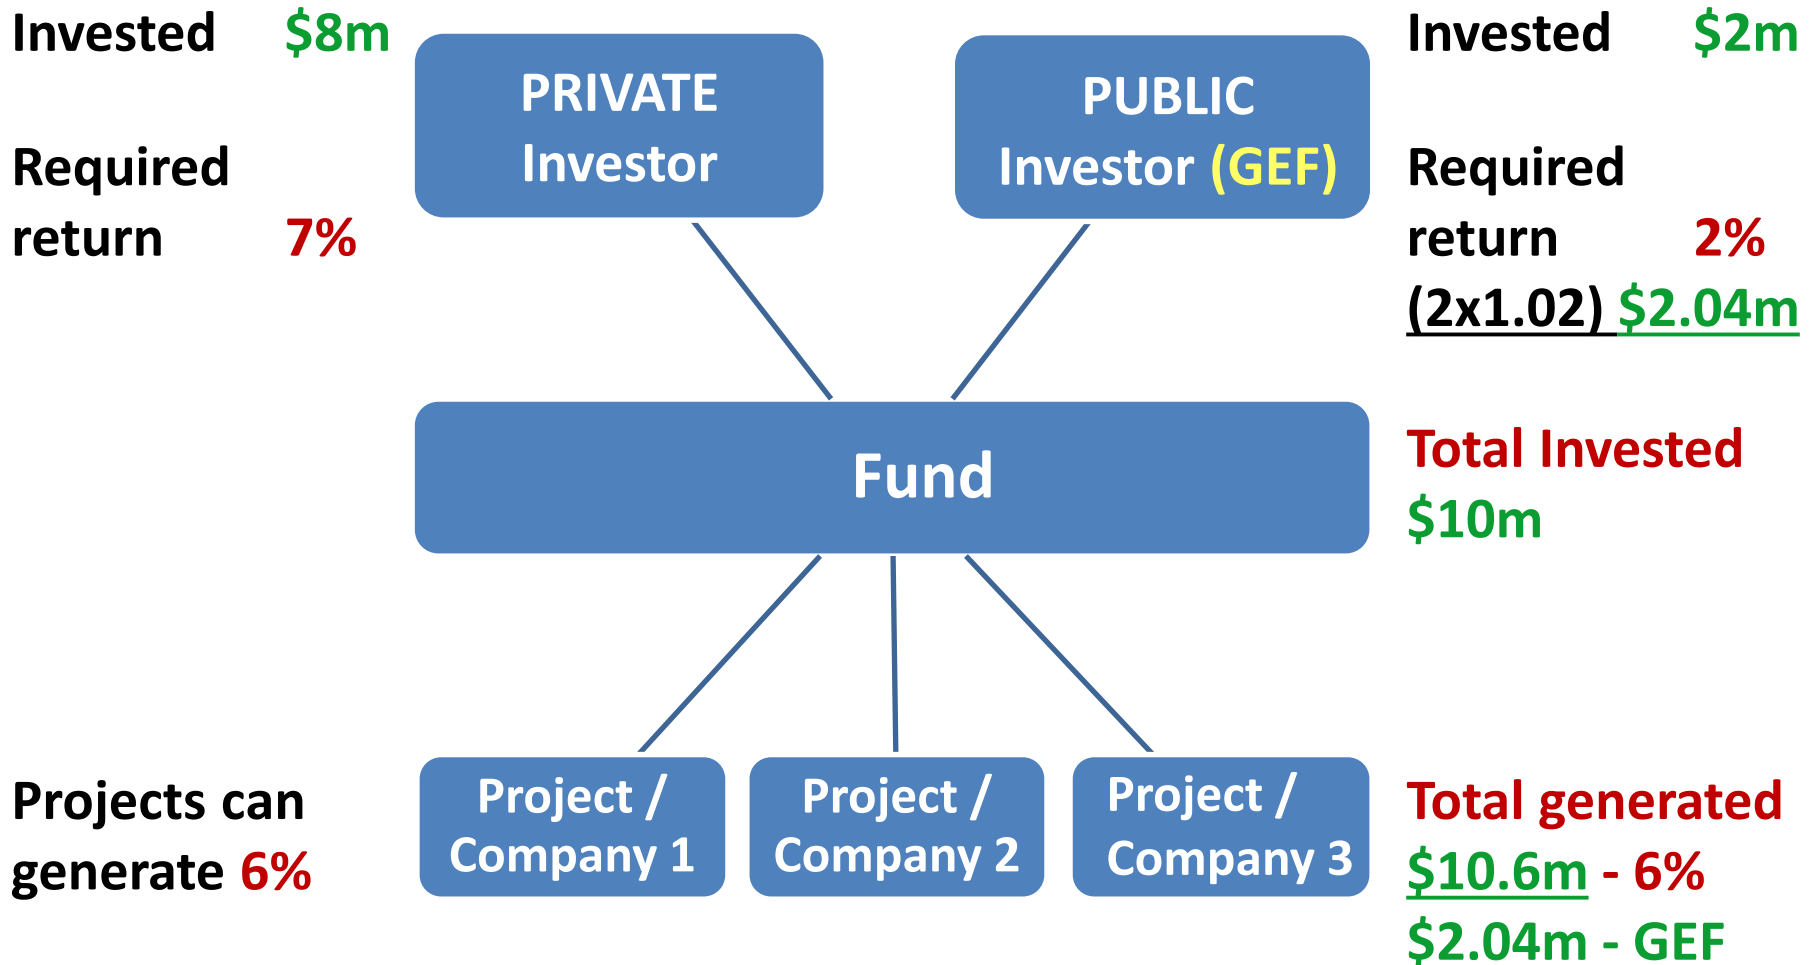 Invested $8m
Required
return 7%
PRIVATE
Investor
PUBLIC
Investor (GEF)
Invested $2m
Required
return 2%
(2x1.02) $2.04m
Fund
Total Invested
$10m
Projects can
generate 6%
Project /
Company 1
Project /
Company 2
Project /
Company 3
Total generated
$10.6m - 6%
$2.04m - GEF